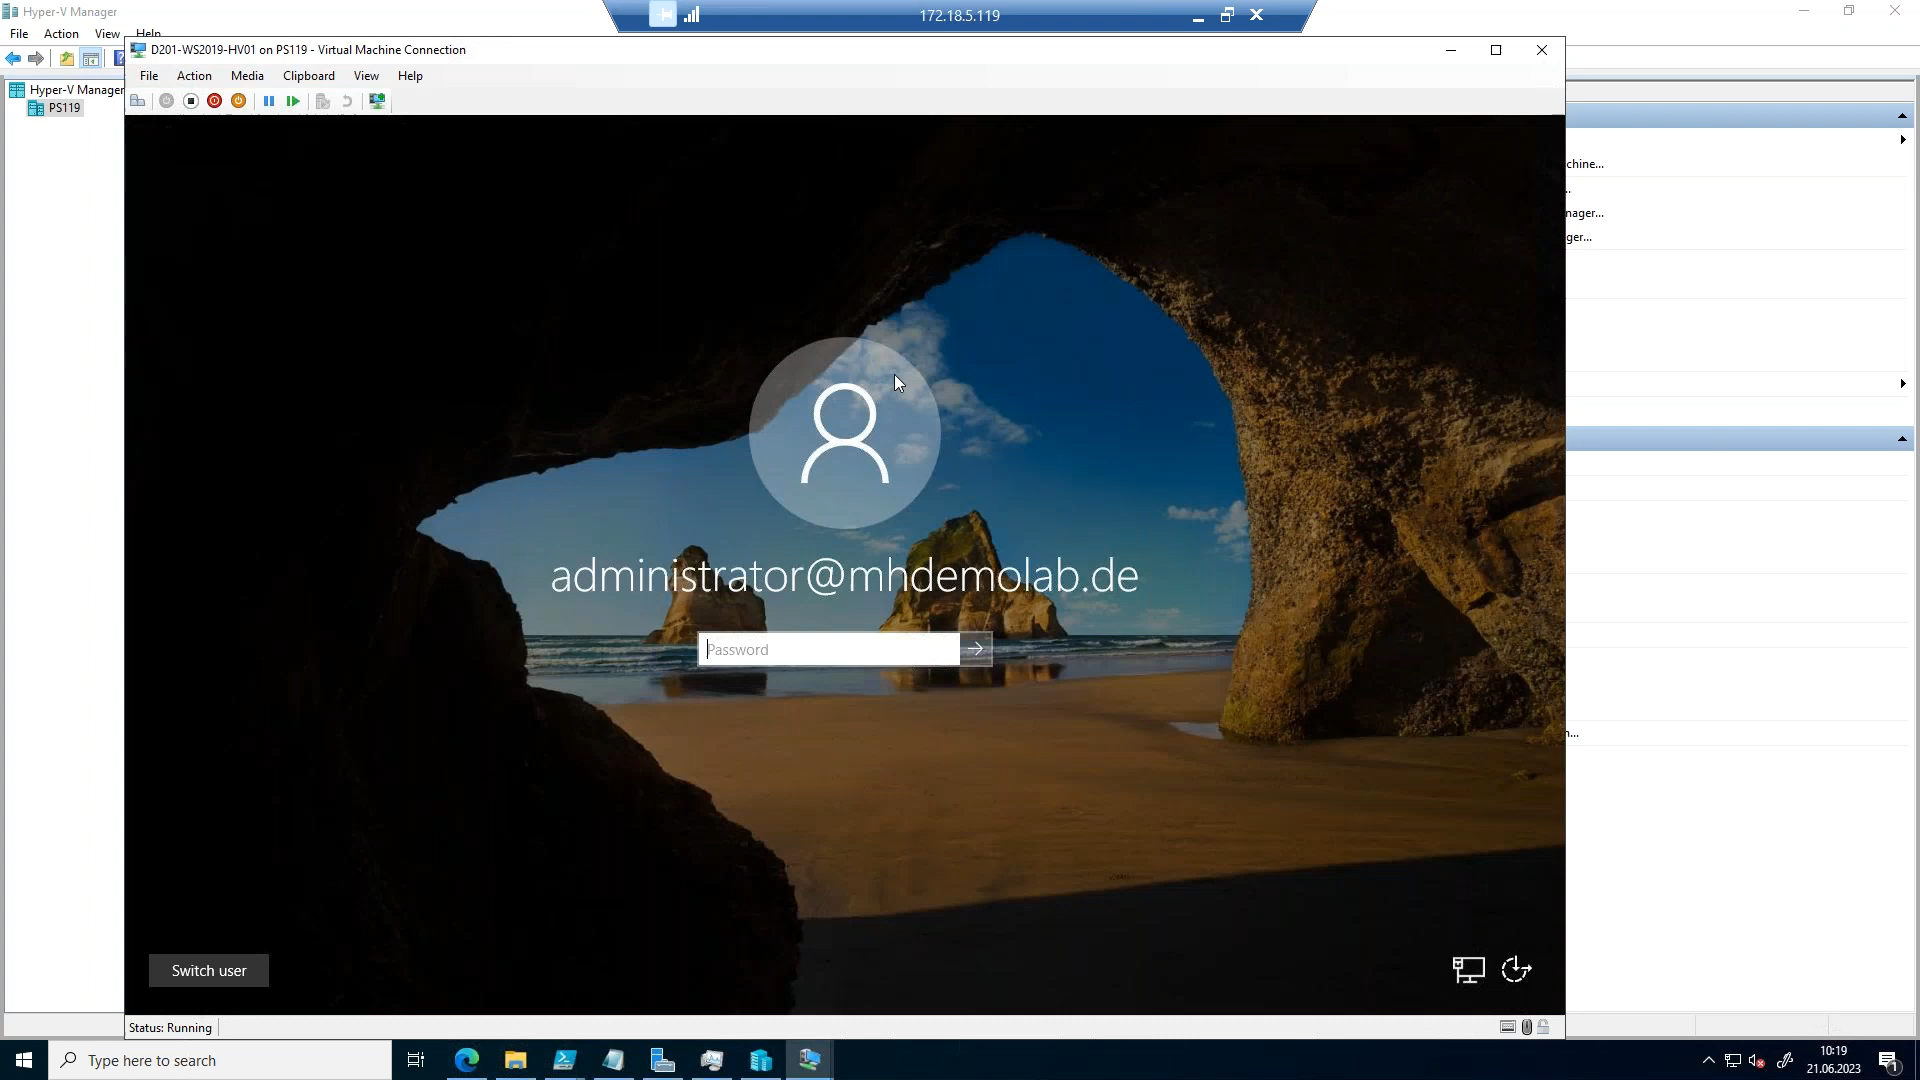 Hyper-V Manager
172.18.5.119
File Action View Help
D201-WS2019-HV01 on PS119 - Virtual Machine Connection
File Action Media Clipboard View Help
Hyper-V Manager
PS119
chine...
...
nager...
ger...
administrator@mhdemolab.de
Password
n...
Switch user
Status: Running
Type here to search
10:19
21.06.2023
1